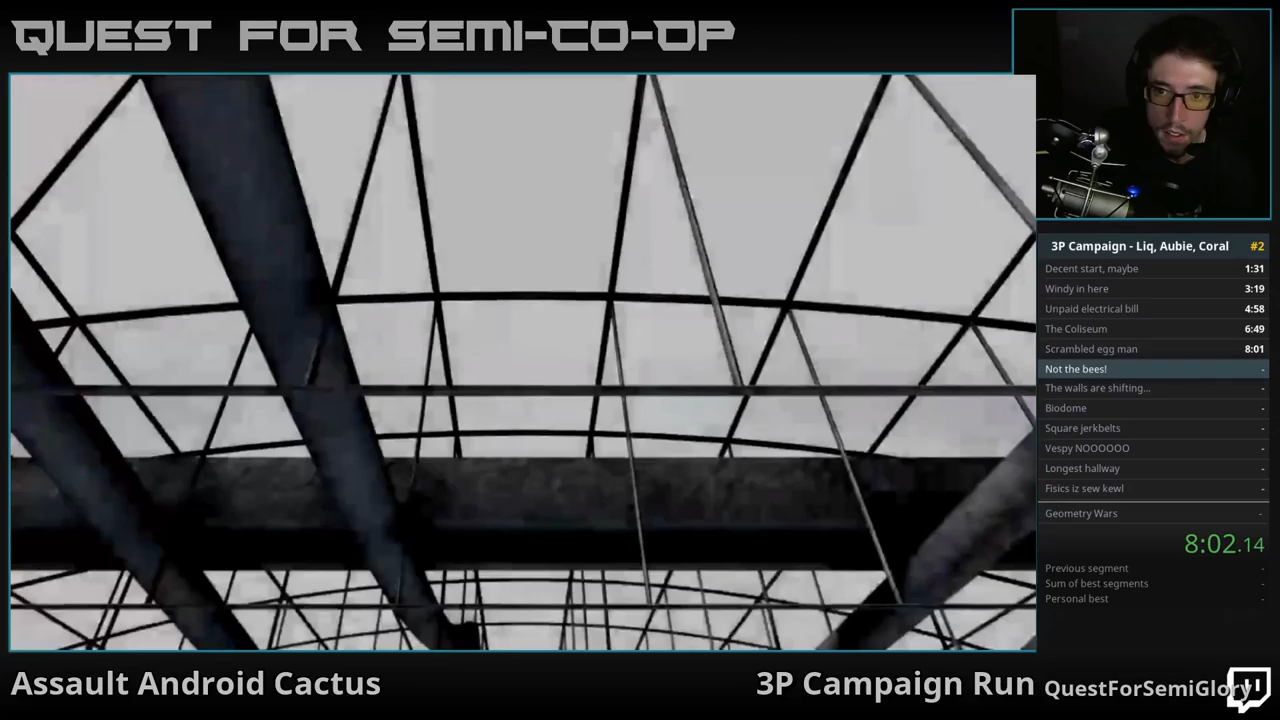 QUEST FOR SEMI-CO-OP
3P Campaign - Liq, Aubie, Coral #2
Decent start, maybe 1:31
Windy in here 3:19
Unpaid electrical bill 4:58
The Coliseum 6:49
Scrambled egg man 8:01
Not the bees! -
The walls are shifting... -
Biodome -
Square jerkbelts -
Vespy NOOOOOO -
Longest hallway -
Fisics iz sew kewl -
Geometry Wars -
8:02.14
Previous segment -
Sum of best segments -
Personal best -
Assault Android Cactus
3P Campaign Run
QuestForSemiGlory